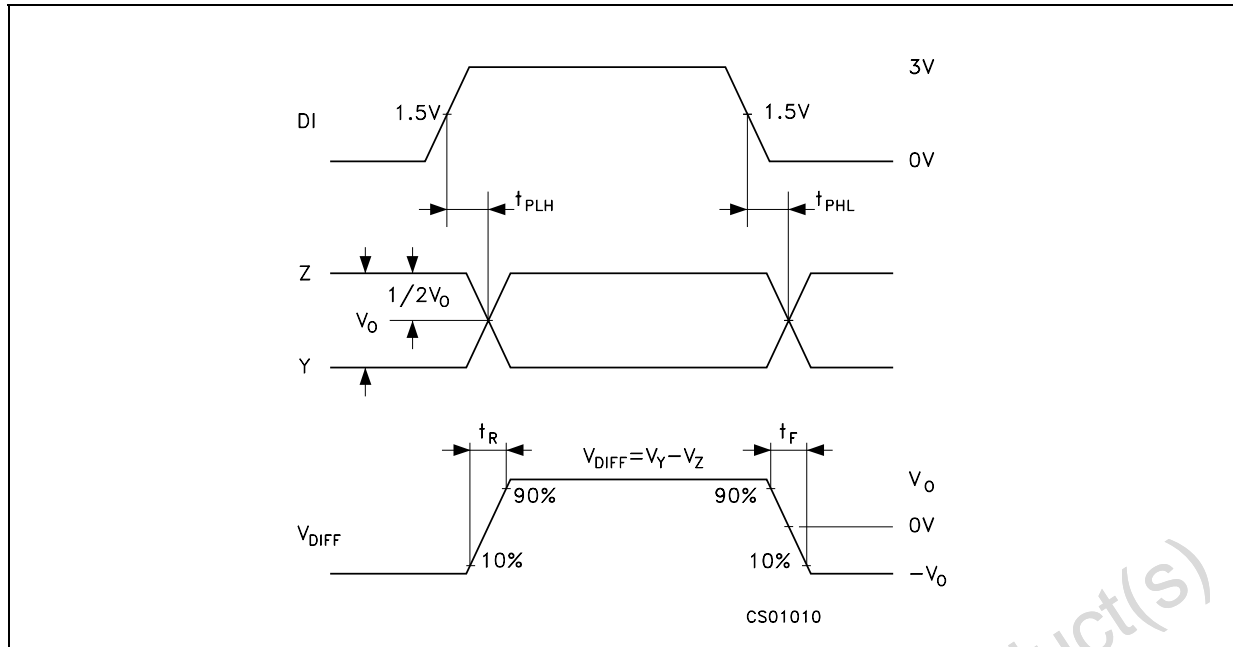 3V
1.5V
1.5V
DI
0V
tPLH
tPHL
Z
1/2VO
VO
Y
tR
tF
VDIFF=VY−VZ
VO
90%
90%
0V
VDIFF
10%
10%
−VO
CS01010